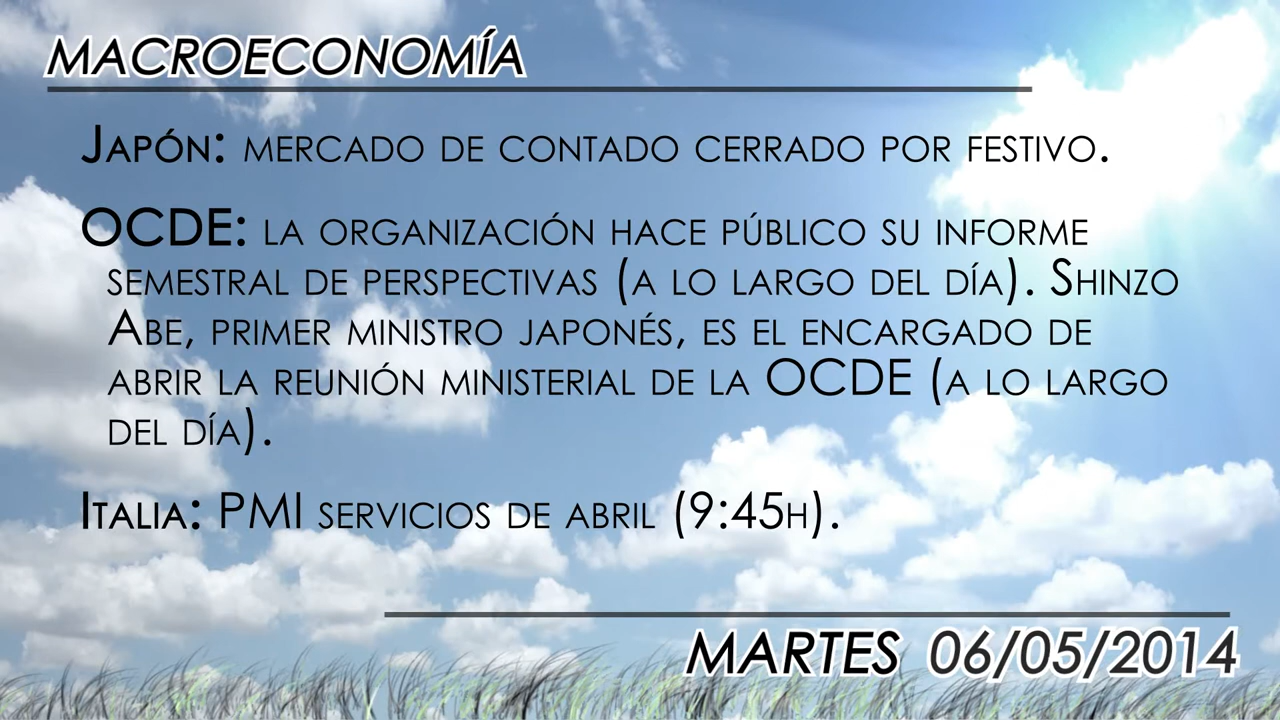 MACROECONOMÍA
JAPÓN: MERCADO DE CONTADO CERRADO POR FESTIVO.
OCDE: LA ORGANIZACIÓN HACE PÚBLICO SU INFORME
SEMESTRAL DE PERSPECTIVAS (A LO LARGO DEL DÍA). SHINZO
ABE, PRIMER MINISTRO JAPONÉS, ES EL ENCARGADO DE
ABRIR LA REUNIÓN MINISTERIAL DE LA OCDE (A LO LARGO
DEL DÍA).
ITALIA: PMI SERVICIOS DE ABRIL (9:45H).
MARTES 06/05/2014